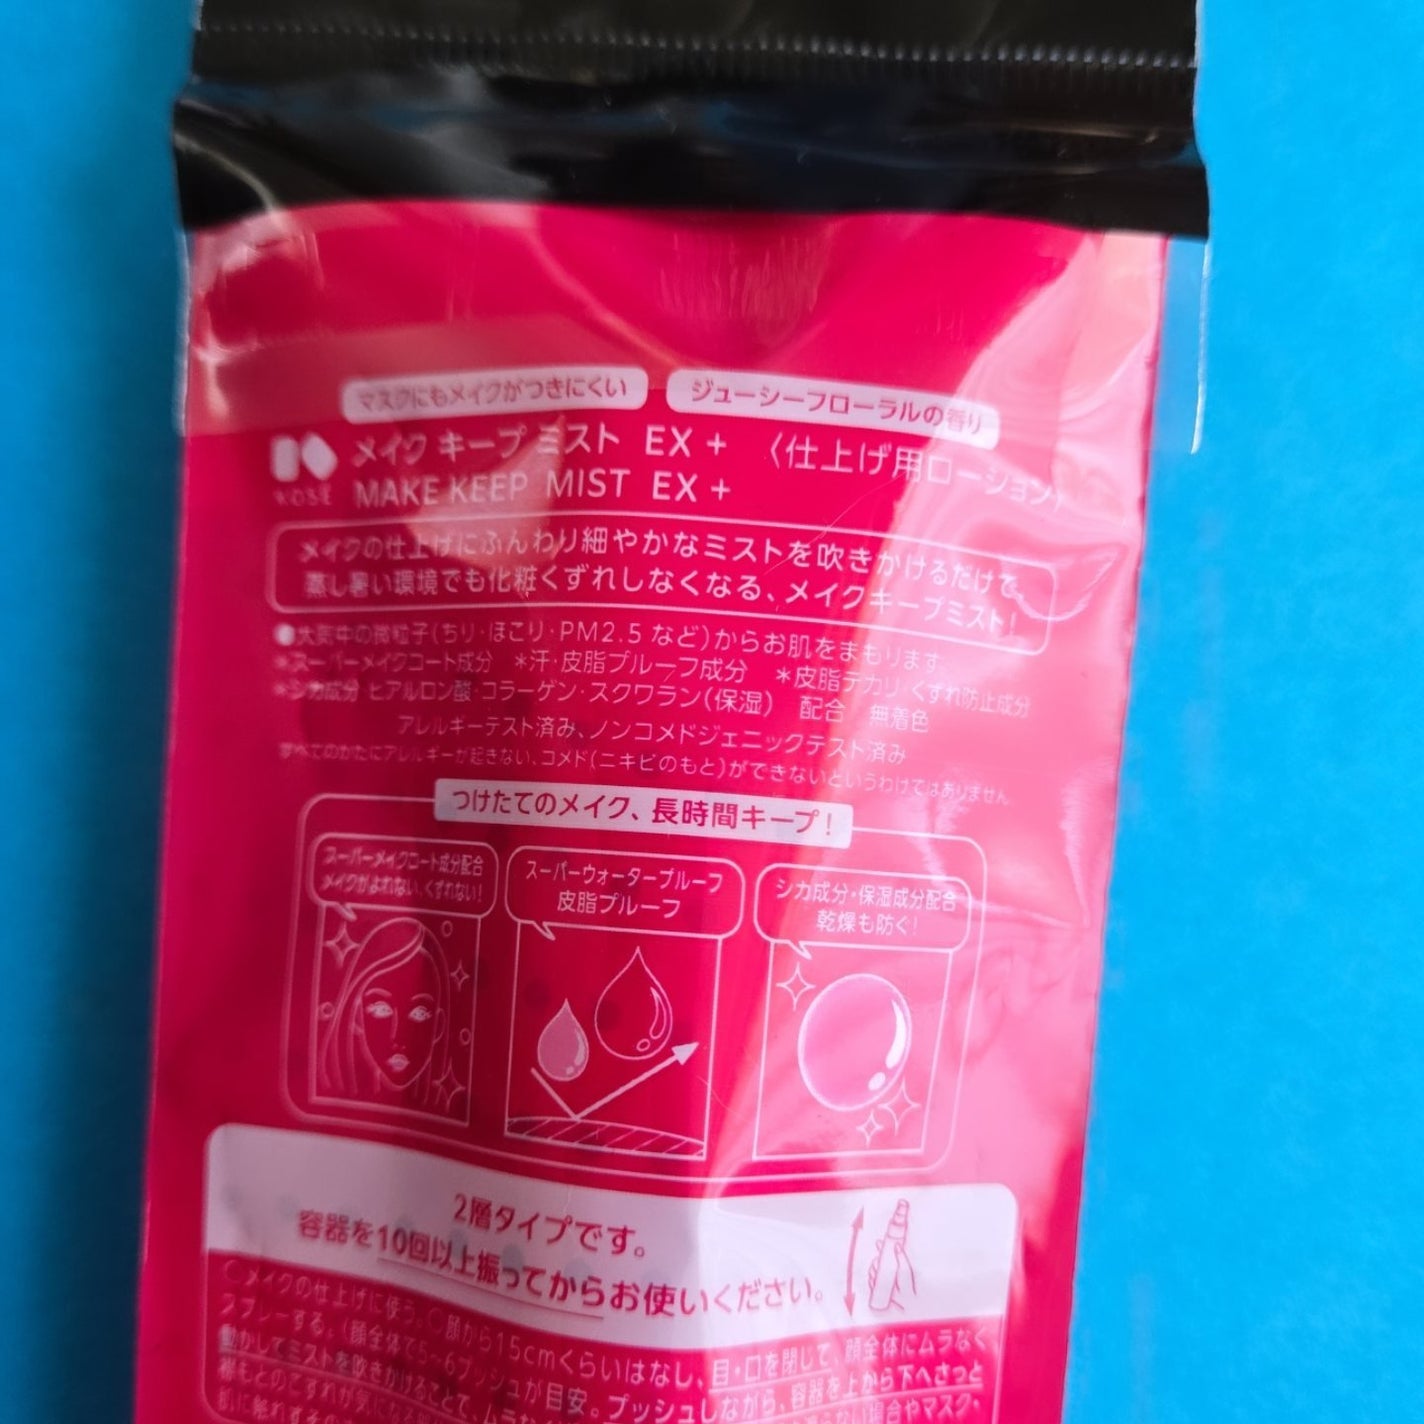 マスクにもメイクがつきにくい ジューシーフローラルの香り
KOSÉ メイク キープ ミスト EX + 〈仕上げ用ローション〉
MAKE KEEP MIST EX +
メイクの仕上げにふんわり細やかなミストを吹きかけるだけで、
蒸し暑い環境でも化粧くずれしなくなる、メイクキープミスト!
●大気中の微粒子(ちり・ほこり・PM2.5 など)からお肌をまもります。
*スーパーメイクコート成分 *汗・皮脂プルーフ成分 *皮脂テカリ・くずれ防止成分
*シカ成分 ヒアルロン酸・コラーゲン・スクワラン(保湿) 配合 無着色
アレルギーテスト済み、ノンコメドジェニックテスト済み
すべてのかたにアレルギーが起きない、コメド(ニキビのもと)ができないというわけではありません
つけたてのメイク、長時間キープ!
スーパーメイクコート成分配合
メイクがよれない、くずれない!
スーパーウォータープルーフ
皮脂プルーフ
シカ成分・保湿成分配合
乾燥も防ぐ!
2層タイプです。
容器を10回以上振ってからお使いください。
○メイクの仕上げに使う。○顔から15cmくらいはなし、目・口を閉じて、顔全体にムラなく
スプレーする。(顔全体で5~6プッシュが目安。プッシュしながら、容器を上から下へさっと
動かしてミストを吹きかけることで、ムラなく